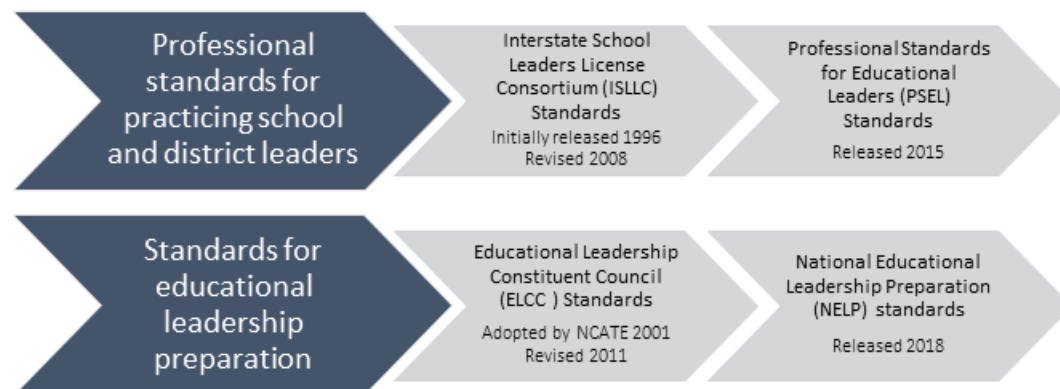 Professional
standards for
practicing school
and district leaders
Interstate School
Leaders License
Consortium (ISLLC)
Standards
Initially released 1996
Revised 2008
Professional Standards
for Educational
Leaders (PSEL)
Standards
Released 2015
Standards for
educational
leadership
preparation
Educational Leadership
Constituent Council
(ELCC ) Standards
Adopted by NCATE 2001
Revised 2011
National Educational
Leadership Preparation
(NELP) standards
Released 2018